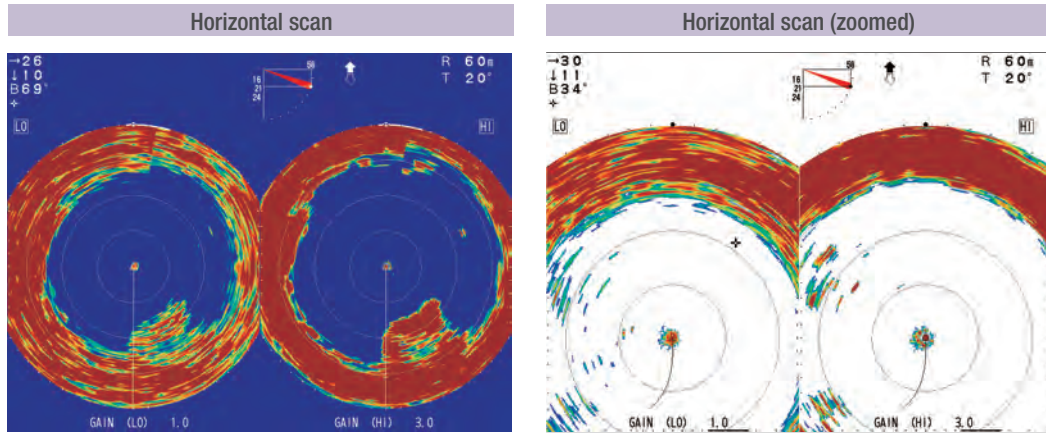 Horizontal scan
→26
↓10
B69°
58
16
21
24
R 60m
T 20°
LO
HI
GAIN (LO) 1.0
GAIN (HI) 3.0
Horizontal scan (zoomed)
→30
↓11
B34°
58
16
21
24
R 60m
T 20°
LO
HI
GAIN (LO) 1.0
GAIN (HI) 3.0